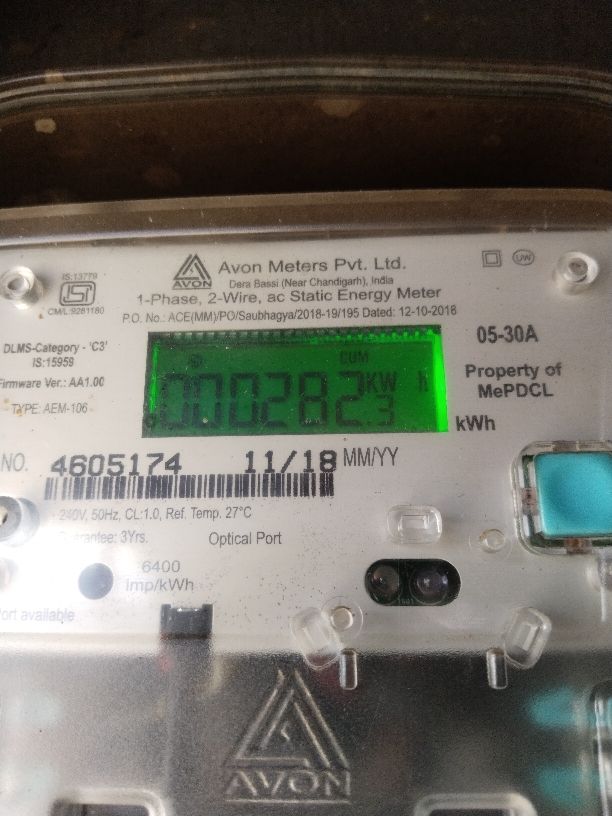 AVON
Avon Meters Pvt. Ltd.
Dera Bassi (Near Chandigarh), India
UW
IS:13779
ISI
CM/L:9281180
1-Phase, 2-Wire, ac Static Energy Meter
P.O. No.: ACE(MM)/PO/Saubhagya/2018-19/195 Dated: 12-10-2018
DLMS-Category - 'C3'
IS:15959
Firmware Ver.: AA1.00
TYPE: AEM-106
CUM
000282.3 KW h
kWh
05-30A
Property of
MePDCL
NO. 4605174 11/18 MM/YY
240V, 50Hz, CL:1.0, Ref. Temp. 27°C
Guarantee: 3Yrs. Optical Port
6400
imp/kWh
Port available
AVON